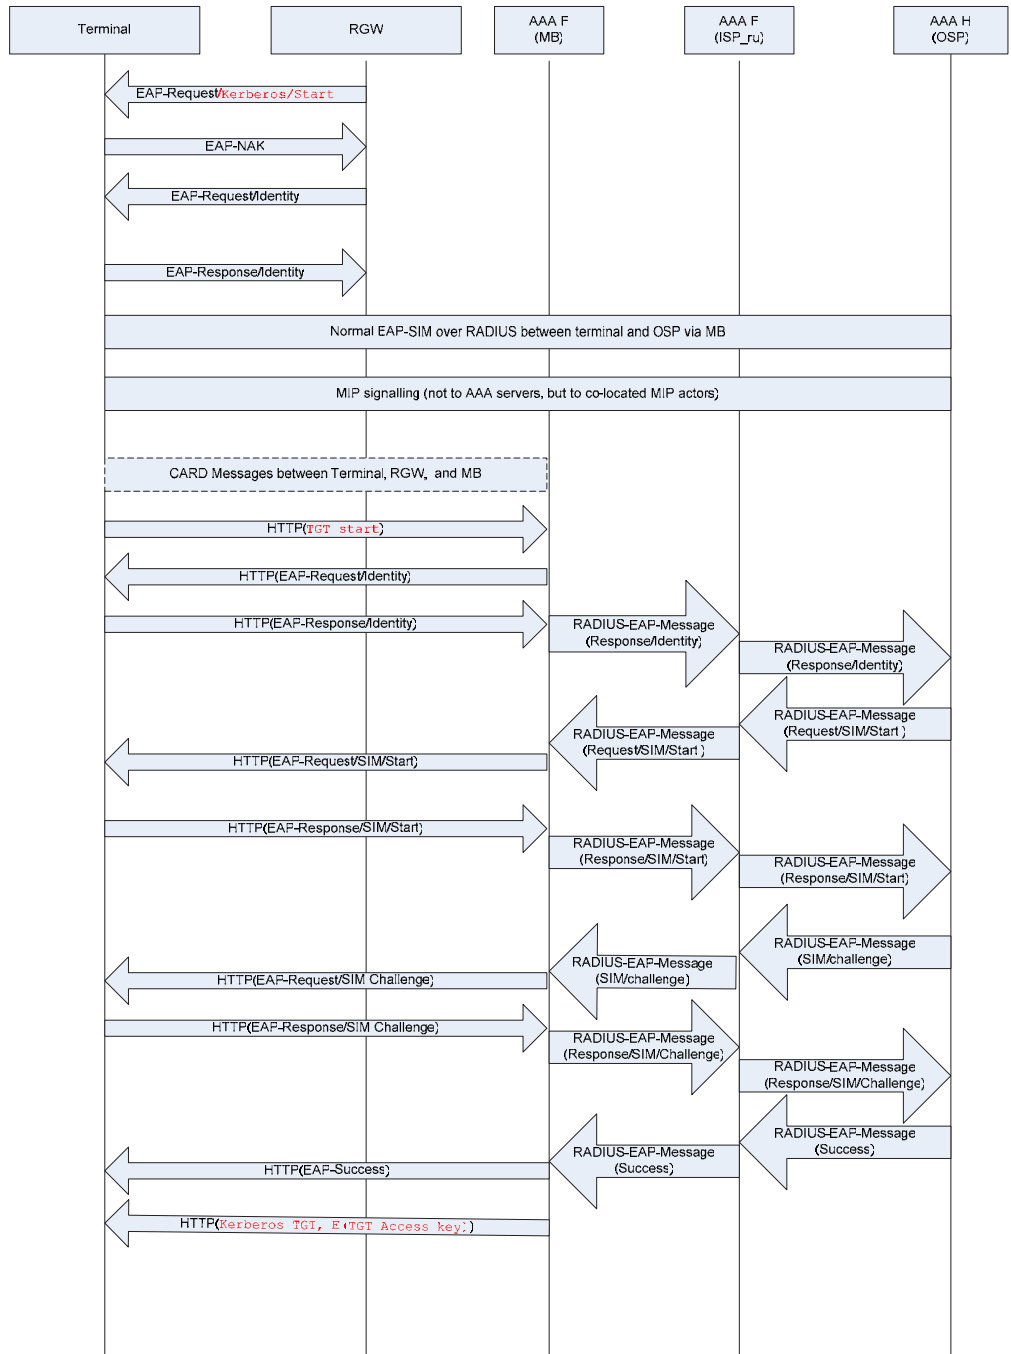 Terminal
RGW
AAA F
(MB)
AAA F
(ISP_ru)
AAA H
(OSP)
EAP-Request/Kerberos/Start
EAP-NAK
EAP-Request/Identity
EAP-Response/Identity
Normal EAP-SIM over RADIUS between terminal and OSP via MB
MIP signalling (not to AAA servers, but to co-located MIP actors)
CARD Messages between Terminal, RGW, and MB
HTTP(TGT start)
HTTP(EAP-Request/Identity)
HTTP(EAP-Response/Identity)
RADIUS-EAP-Message
(Response/Identity)
RADIUS-EAP-Message
(Response/Identity)
RADIUS-EAP-Message
(Request/SIM/Start )
RADIUS-EAP-Message
(Request/SIM/Start )
HTTP(EAP-Request/SIM/Start)
HTTP(EAP-Response/SIM/Start)
RADIUS-EAP-Message
(Response/SIM/Start)
RADIUS-EAP-Message
(Response/SIM/Start)
RADIUS-EAP-Message
(SIM/challenge)
RADIUS-EAP-Message
(SIM/challenge)
HTTP(EAP-Request/SIM Challenge)
HTTP(EAP-Response/SIM Challenge)
RADIUS-EAP-Message
(Response/SIM/Challenge)
RADIUS-EAP-Message
(Response/SIM/Challenge)
RADIUS-EAP-Message
(Success)
RADIUS-EAP-Message
(Success)
HTTP(EAP-Success)
HTTP(Kerberos TGT, E(TGT Access key))